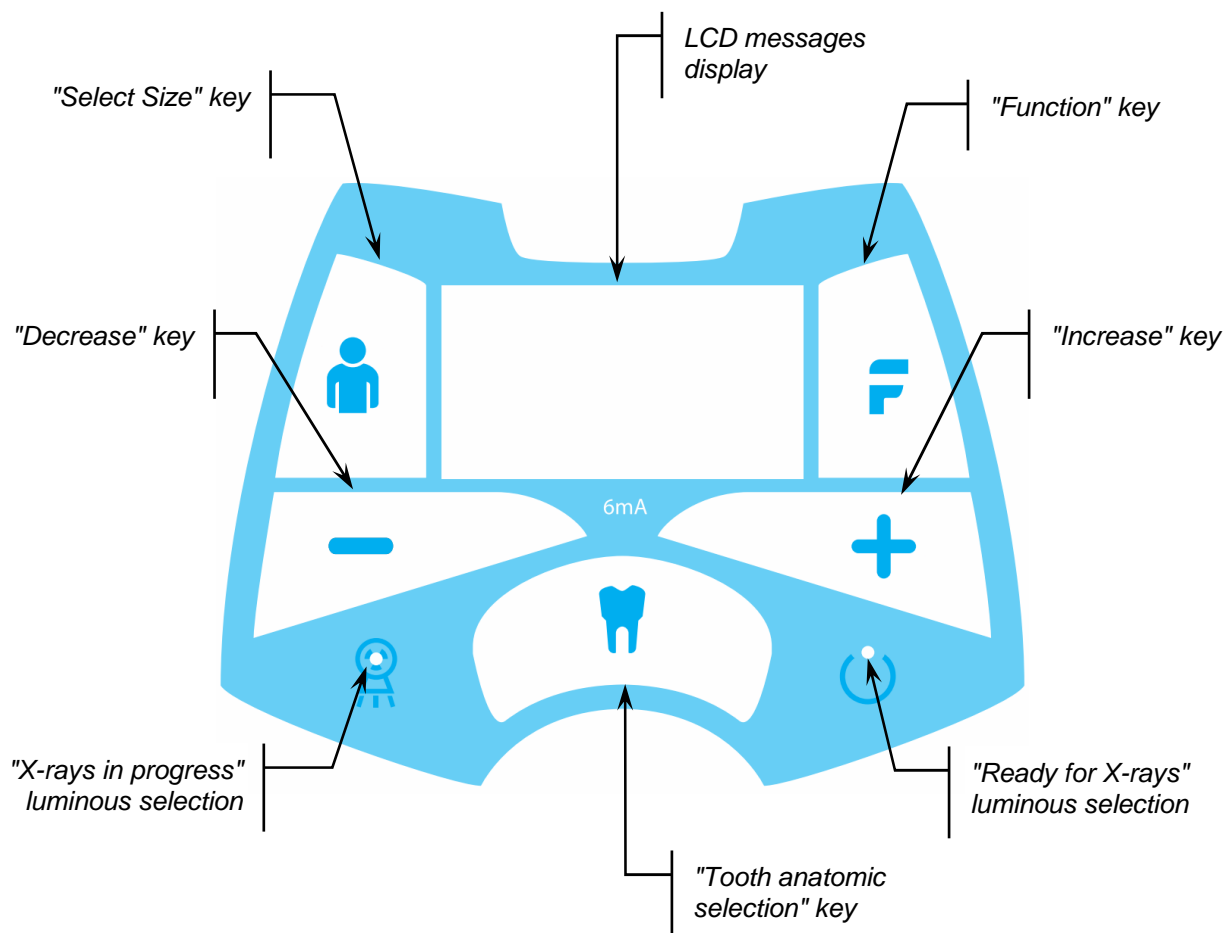 LCD messages
display
"Select Size" key
"Function" key
"Decrease" key
"Increase" key
6mA
"X-rays in progress"
luminous selection
"Ready for X-rays"
luminous selection
"Tooth anatomic
selection" key